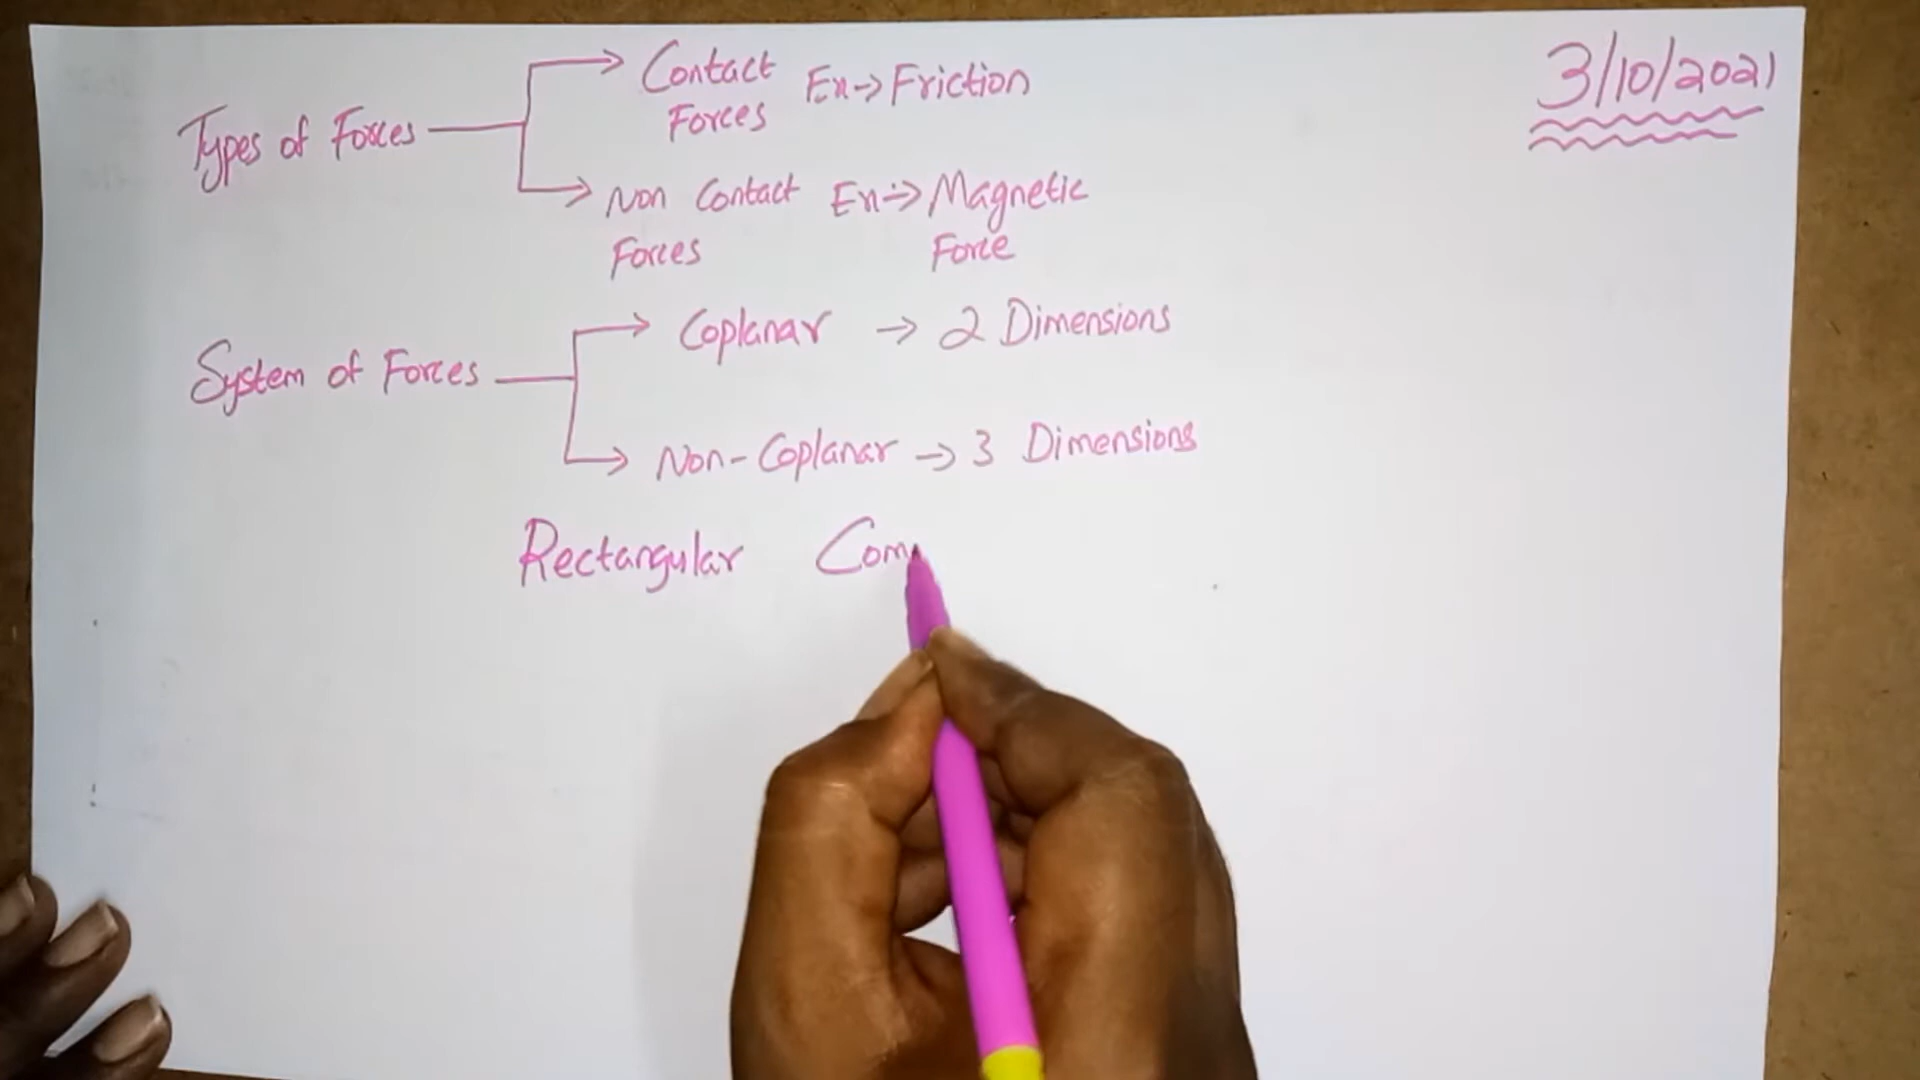 3/10/2021
Contact Ex→ Friction
Forces
Types of Forces
Non Contact Ex→ Magnetic
Forces Force
Coplanar → 2 Dimensions
System of Forces
Non-Coplanar → 3 Dimensions
Rectangular Com